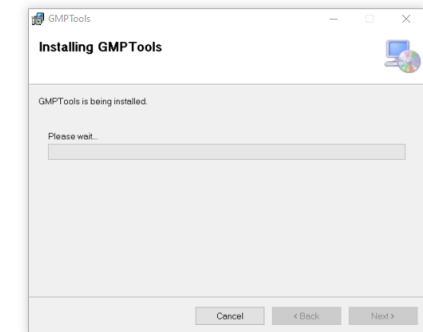 GMPTools
Installing GMPTools
GMPTools is being installed.
Please wait...
Cancel
< Back
Next >